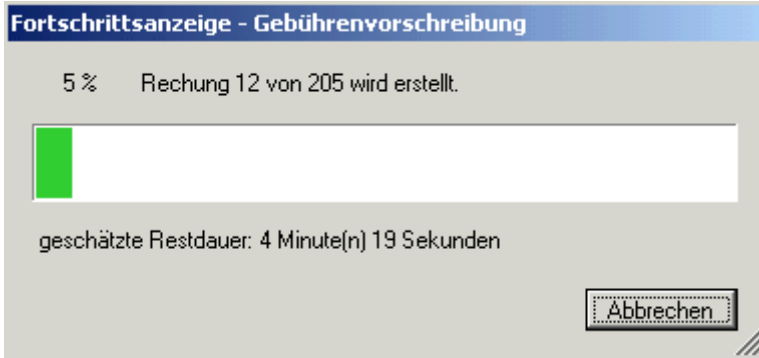 Fortschrittsanzeige - Gebührenvorschreibung
5 % Rechung 12 von 205 wird erstellt.
geschätzte Restdauer: 4 Minute(n) 19 Sekunden
Abbrechen